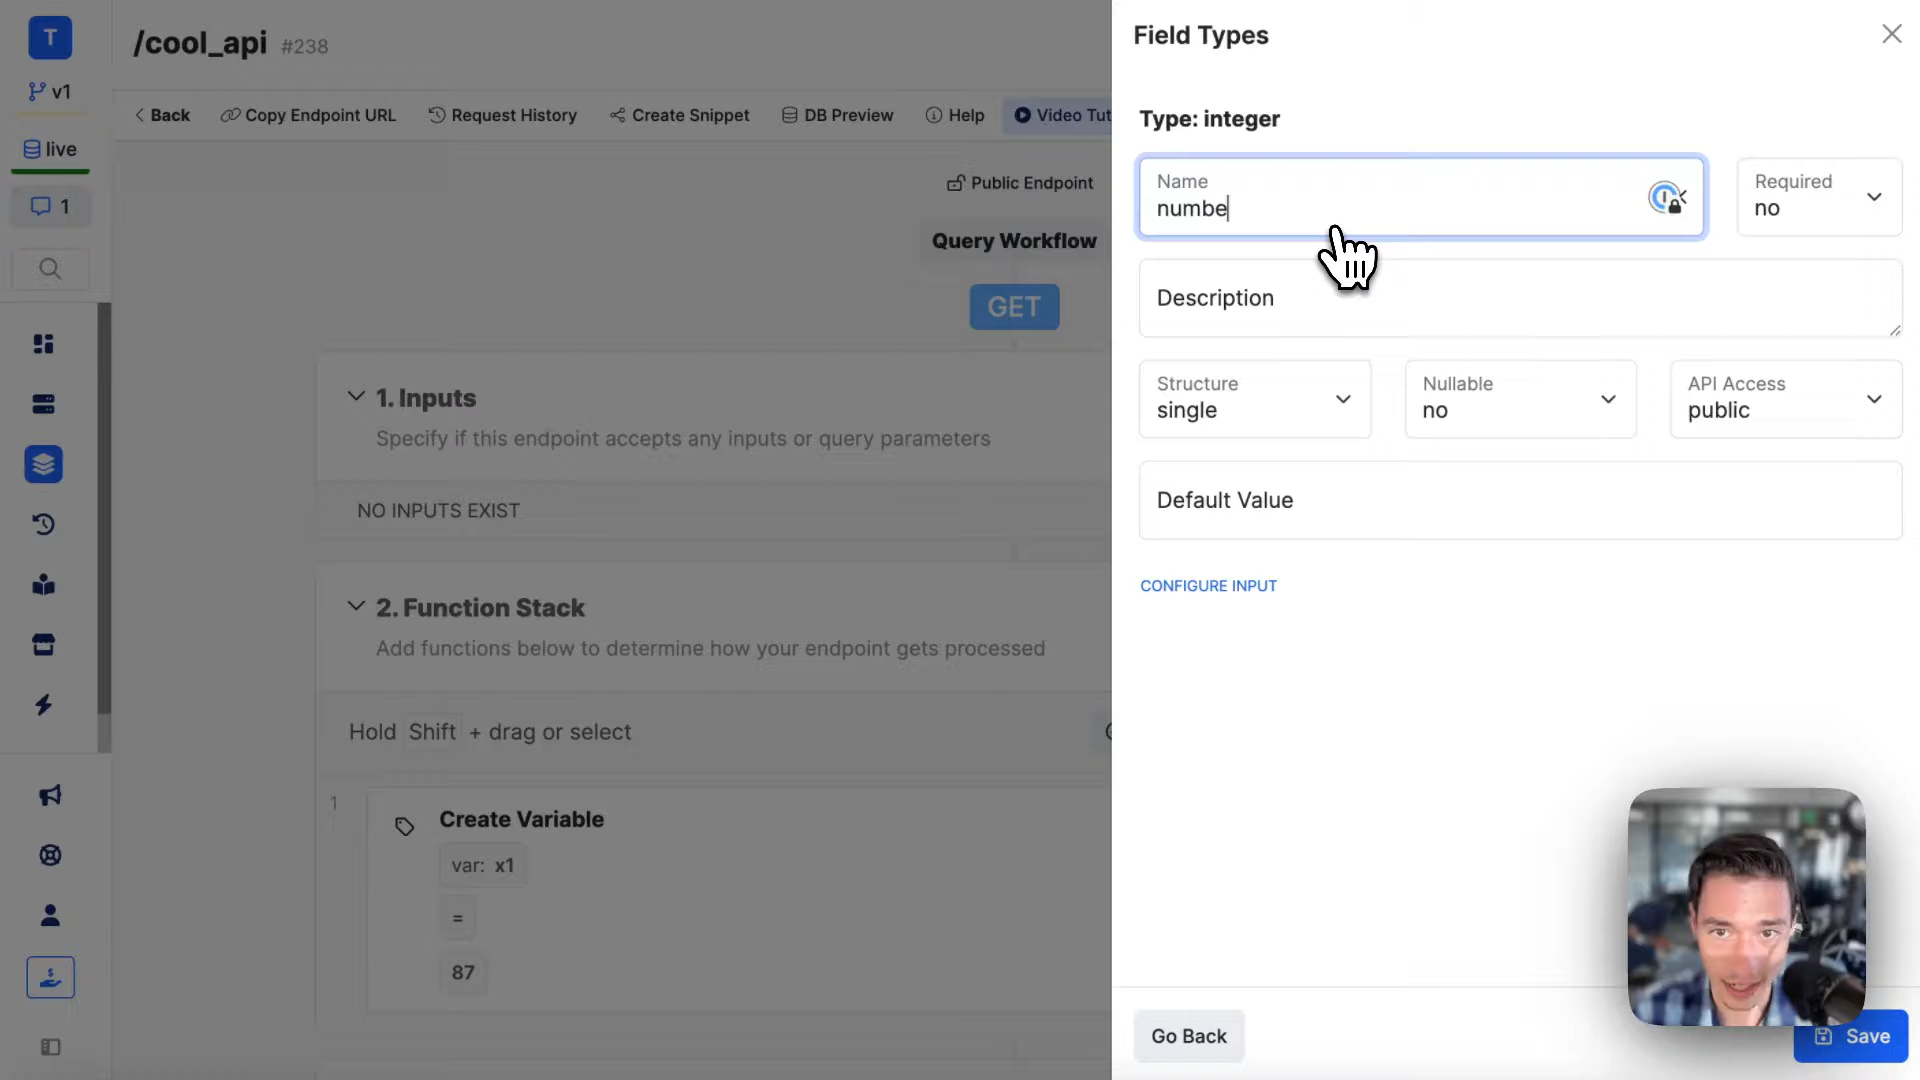 T
/cool_api #238
v1
live
1
Back
Copy Endpoint URL
Request History
Create Snippet
DB Preview
Help
Video Tut
Public Endpoint
Query Workflow
GET
1. Inputs
Specify if this endpoint accepts any inputs or query parameters
NO INPUTS EXIST
2. Function Stack
Add functions below to determine how your endpoint gets processed
Hold Shift + drag or select
1
Create Variable
var: x1
=
87
Field Types
Type: integer
Name
numbe
Required
no
Description
Structure
single
Nullable
no
API Access
public
Default Value
CONFIGURE INPUT
Go Back
Save